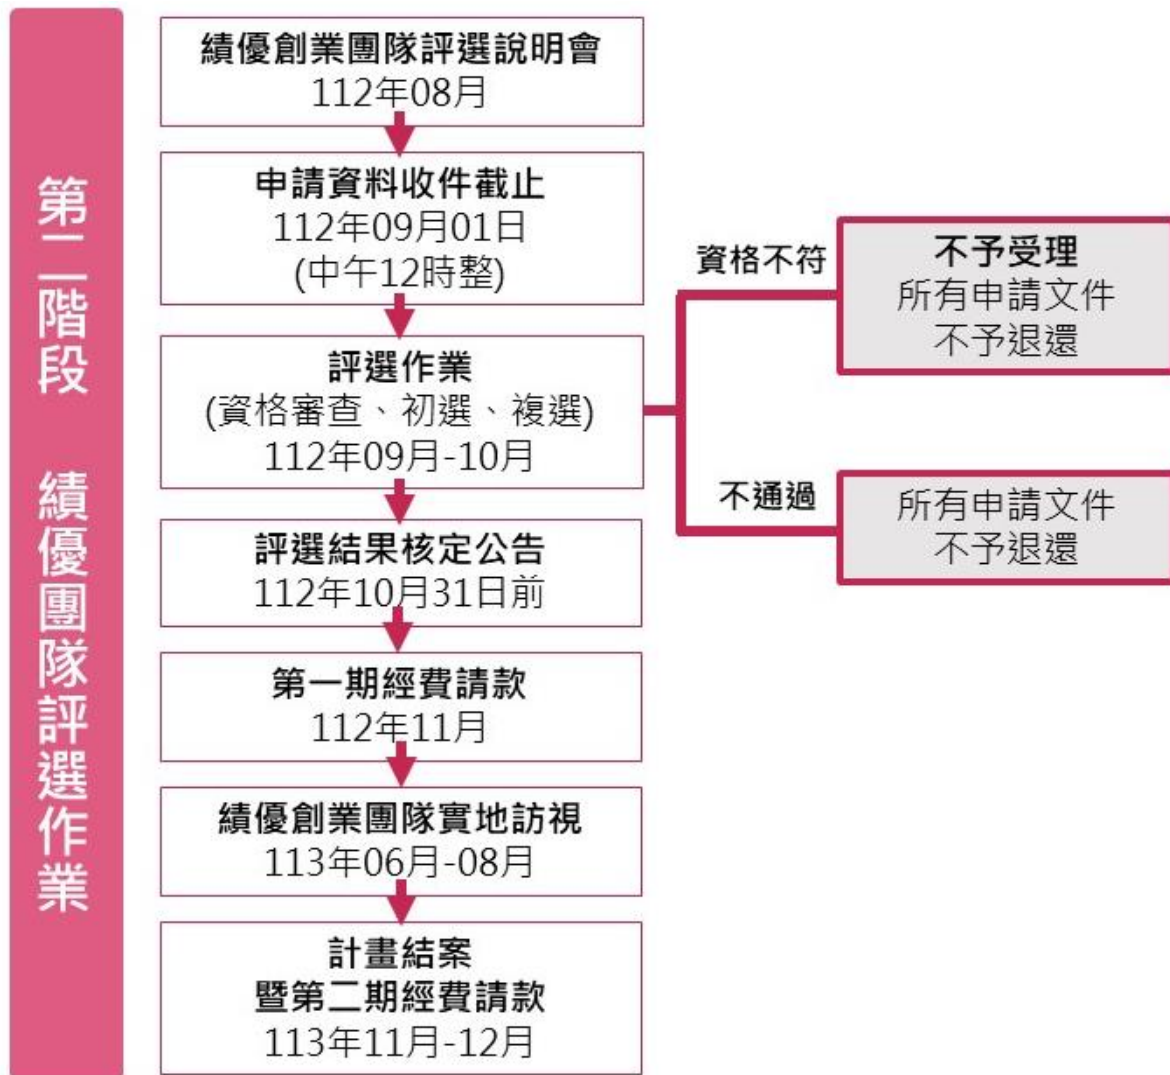 第二階段 績優團隊評選作業
績優創業團隊評選說明會
112年08月
申請資料收件截止
112年09月01日
(中午12時整)
評選作業
(資格審查、初選、複選)
112年09月-10月
資格不符
不予受理
所有申請文件
不予退還
不通過
所有申請文件
不予退還
評選結果核定公告
112年10月31日前
第一期經費請款
112年11月
績優創業團隊實地訪視
113年06月-08月
計畫結案
暨第二期經費請款
113年11月-12月